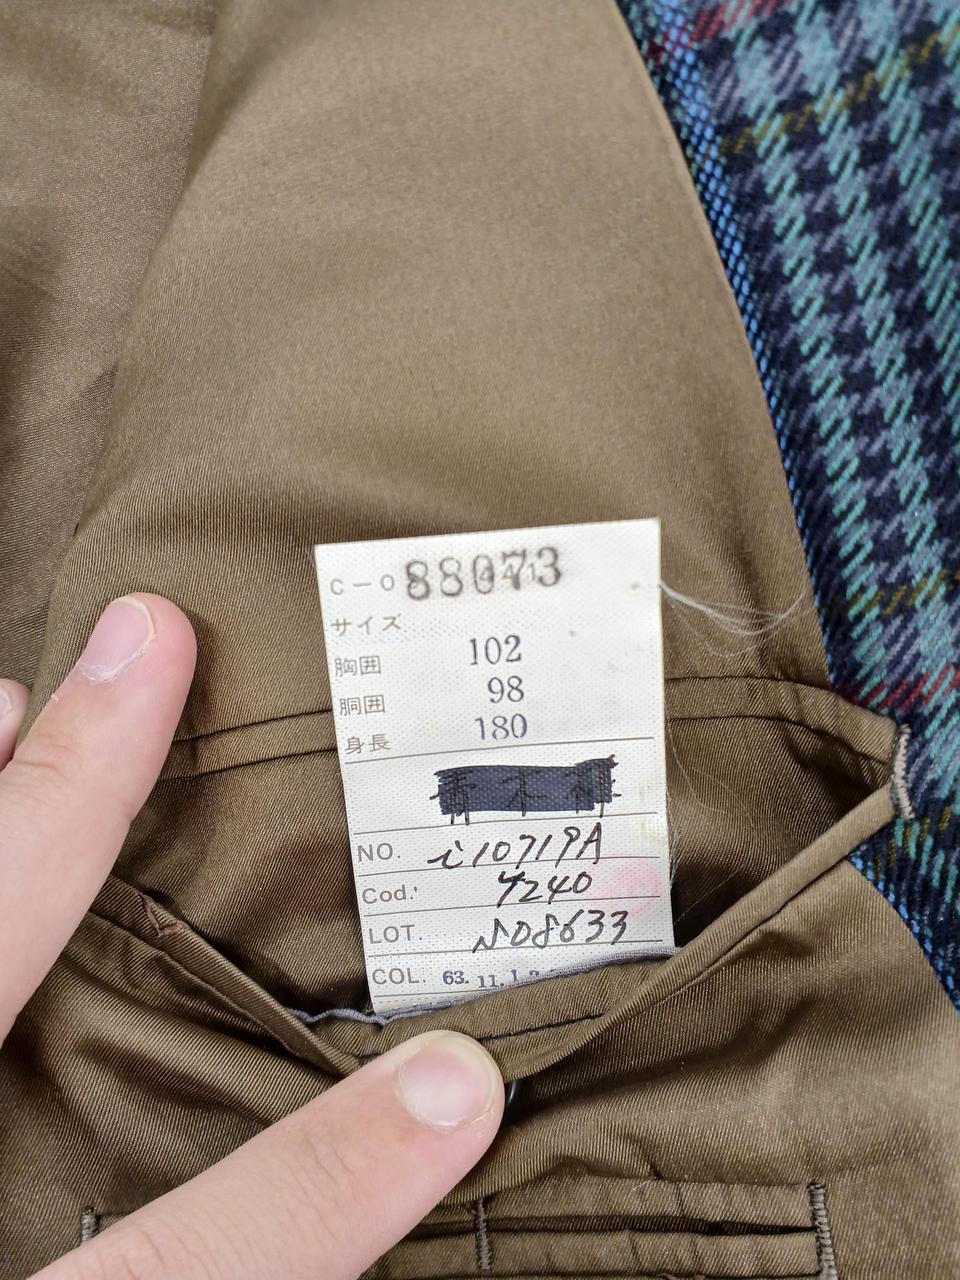 C-0 88073
サイズ
胸囲 102
胴囲 98
身長 180
NO. i10719A
Cod. 7240
LOT. N08633
COL. 63. 11. 1